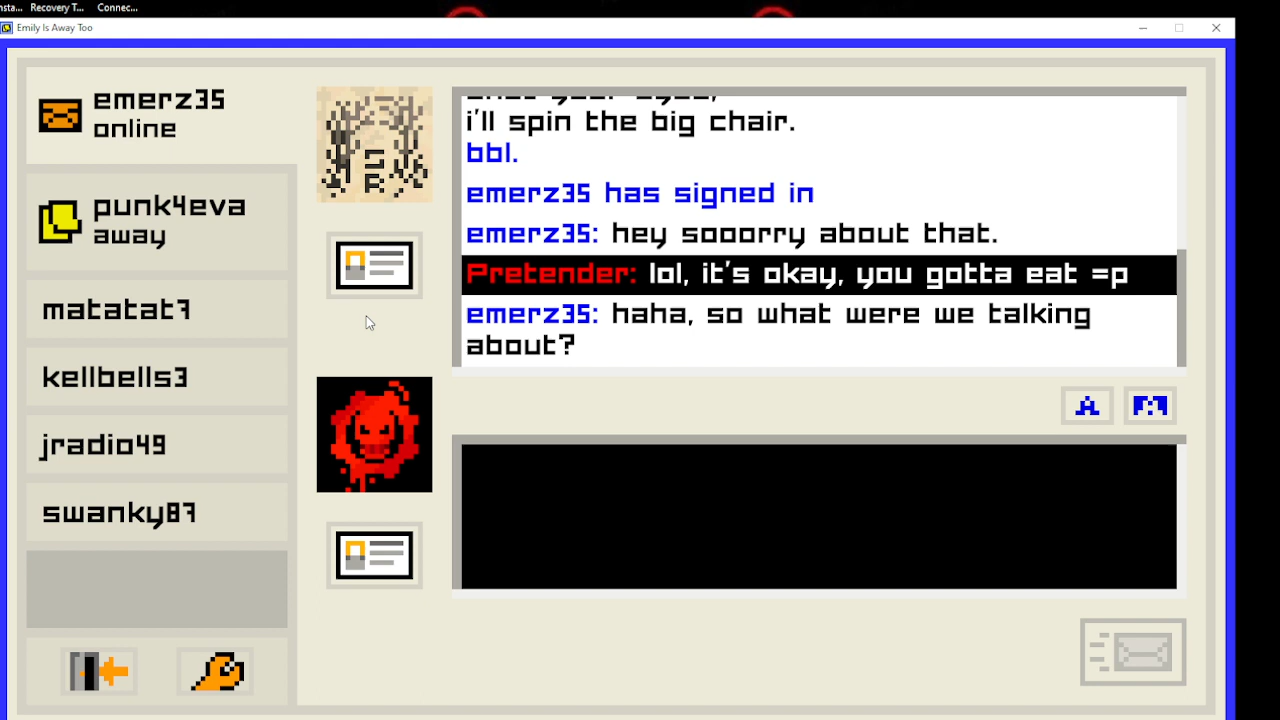 nsta... Recovery T... Connec...
Emily Is Away Too
emerz35
online
punk4eva
away
matatat7
kellbells3
jradio49
swanky87
i'll spin the big chair.
bbl.
emerz35 has signed in
emerz35: hey sooorry about that.
Pretender: lol, it's okay, you gotta eat =p
emerz35: haha, so what were we talking
about?
A